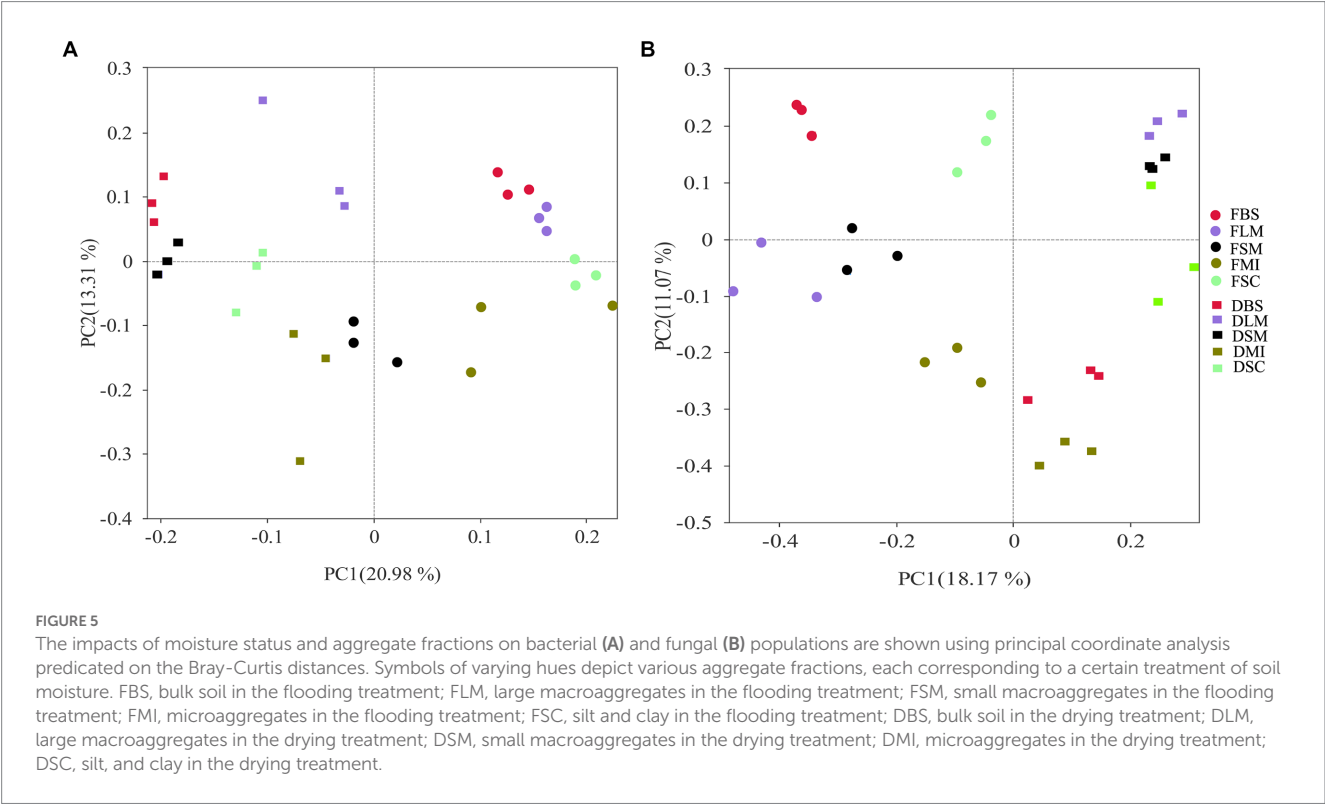 A
B
0.3
0.2
0.1
0
-0.1
-0.2
-0.3
-0.4
PC2(13.31 %)
-0.2
-0.1
0
0.1
0.2
PC1(20.98 %)
0.3
0.2
0.1
0
-0.1
-0.2
-0.3
-0.4
-0.5
PC2(11.07 %)
-0.4
-0.2
0
0.2
PC1(18.17 %)
FBS
FLM
FSM
FMI
FSC
DBS
DLM
DSM
DMI
DSC
FIGURE 5
The impacts of moisture status and aggregate fractions on bacterial (A) and fungal (B) populations are shown using principal coordinate analysis
predicated on the Bray-Curtis distances. Symbols of varying hues depict various aggregate fractions, each corresponding to a certain treatment of soil
moisture. FBS, bulk soil in the flooding treatment; FLM, large macroaggregates in the flooding treatment; FSM, small macroaggregates in the flooding
treatment; FMI, microaggregates in the flooding treatment; FSC, silt and clay in the flooding treatment; DBS, bulk soil in the drying treatment; DLM,
large macroaggregates in the drying treatment; DSM, small macroaggregates in the drying treatment; DMI, microaggregates in the drying treatment;
DSC, silt, and clay in the drying treatment.